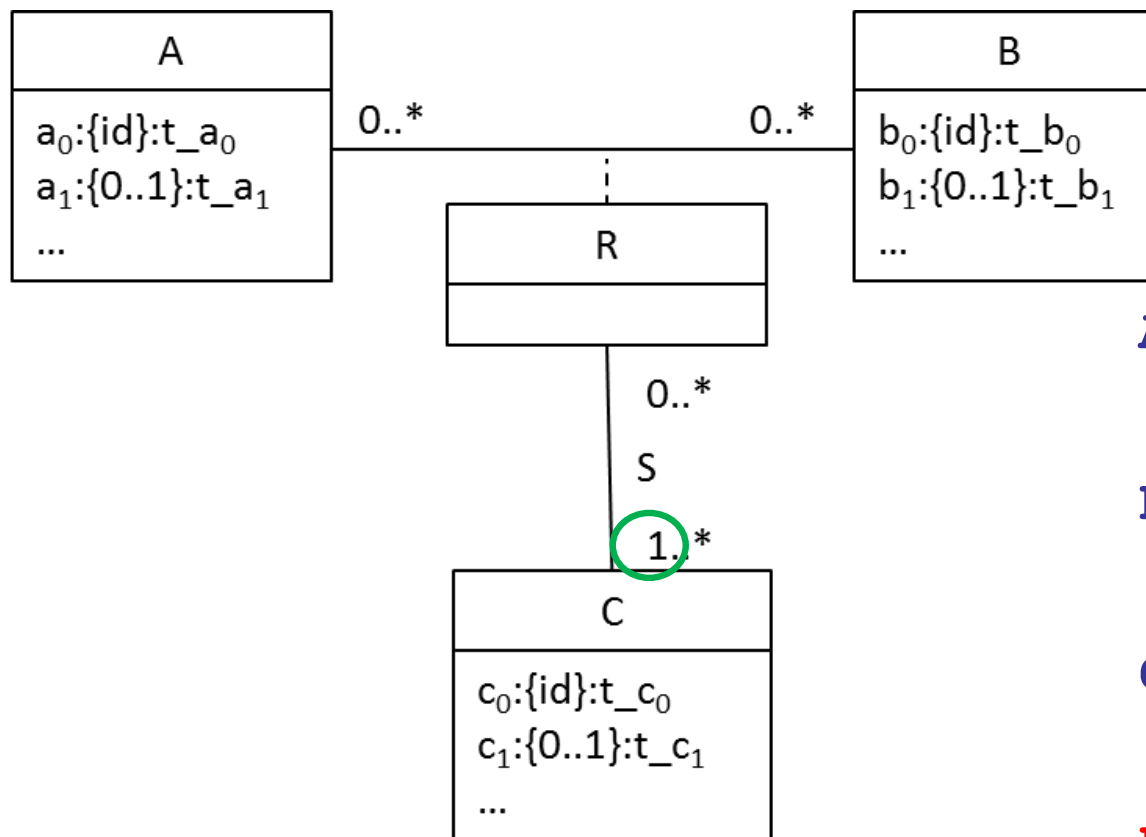 A
a₀:{id}:t_a₀
a₁:{0..1}:t_a₁
...
0..*
0..*
B
b₀:{id}:t_b₀
b₁:{0..1}:t_b₁
...
R
0..*
S
1..*
C
c₀:{id}:t_c₀
c₁:{0..1}:t_c₁
...